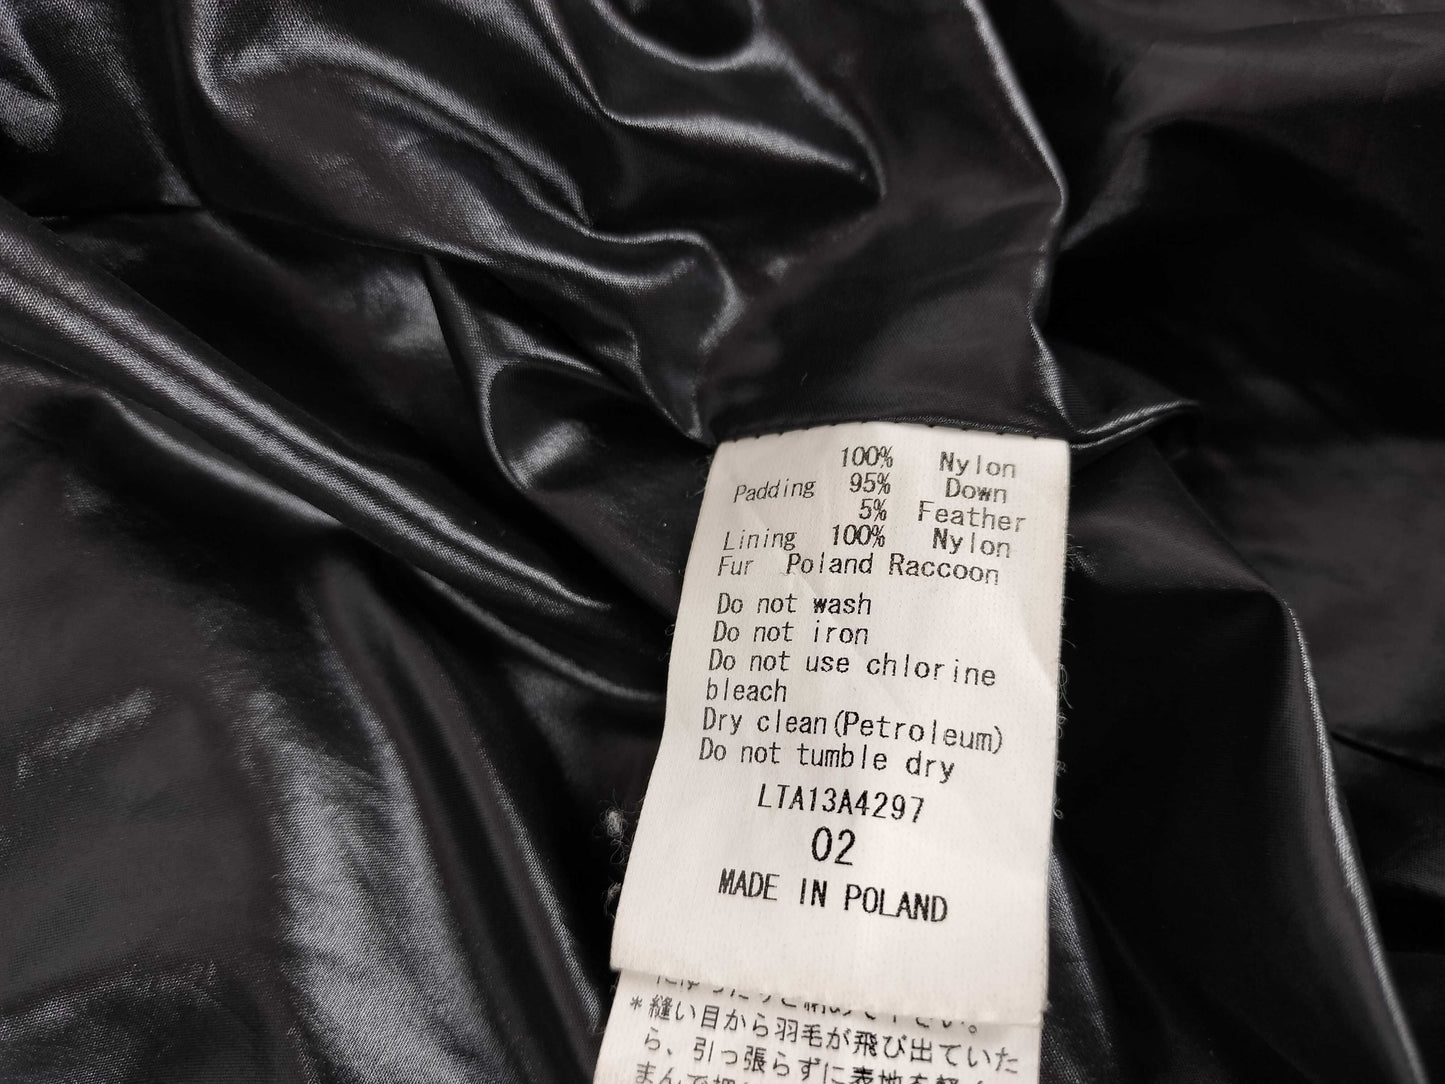 100% Nylon
Padding 95% Down
5% Feather
Lining 100% Nylon
Fur Poland Raccoon
Do not wash
Do not iron
Do not use chlorine
bleach
Dry clean(Petroleum)
Do not tumble dry
LTA13A4297
02
MADE IN POLAND
*縫い目から羽毛が飛び出ていた
ら、引っ張らずに表地を軽く